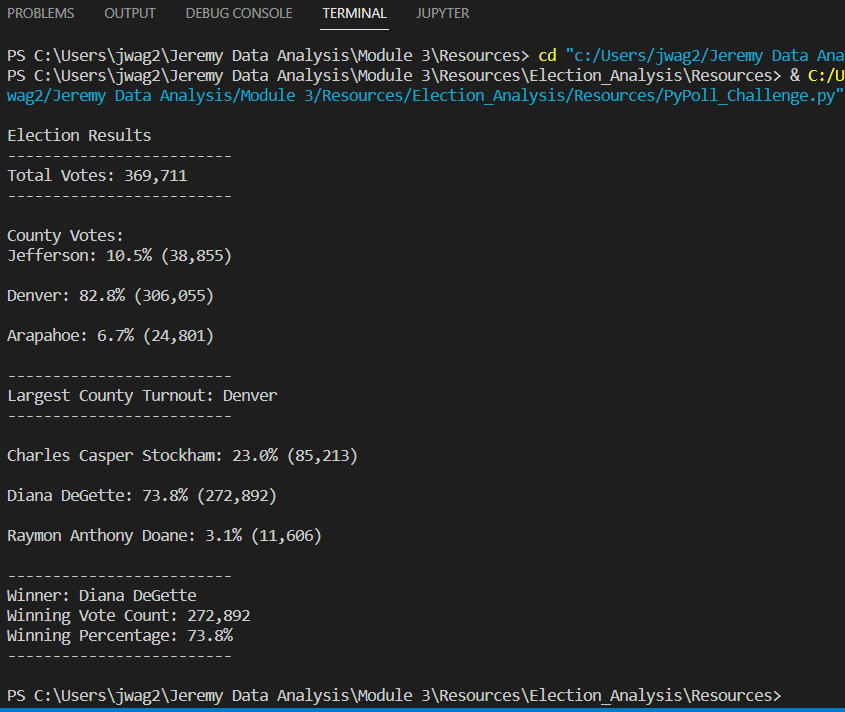 PROBLEMS OUTPUT DEBUG CONSOLE TERMINAL JUPYTER
PS C:\Users\jwag2\Jeremy Data Analysis\Module 3\Resources> cd "c:/Users/jwag2/Jeremy Data Ana
PS C:\Users\jwag2\Jeremy Data Analysis\Module 3\Resources\Election_Analysis\Resources> & C:/U
wag2/Jeremy Data Analysis/Module 3/Resources/Election_Analysis/Resources/PyPoll_Challenge.py"
Election Results
-------------------------
Total Votes: 369,711
-------------------------
County Votes:
Jefferson: 10.5% (38,855)
Denver: 82.8% (306,055)
Arapahoe: 6.7% (24,801)
-------------------------
Largest County Turnout: Denver
-------------------------
Charles Casper Stockham: 23.0% (85,213)
Diana DeGette: 73.8% (272,892)
Raymon Anthony Doane: 3.1% (11,606)
-------------------------
Winner: Diana DeGette
Winning Vote Count: 272,892
Winning Percentage: 73.8%
-------------------------
PS C:\Users\jwag2\Jeremy Data Analysis\Module 3\Resources\Election_Analysis\Resources>